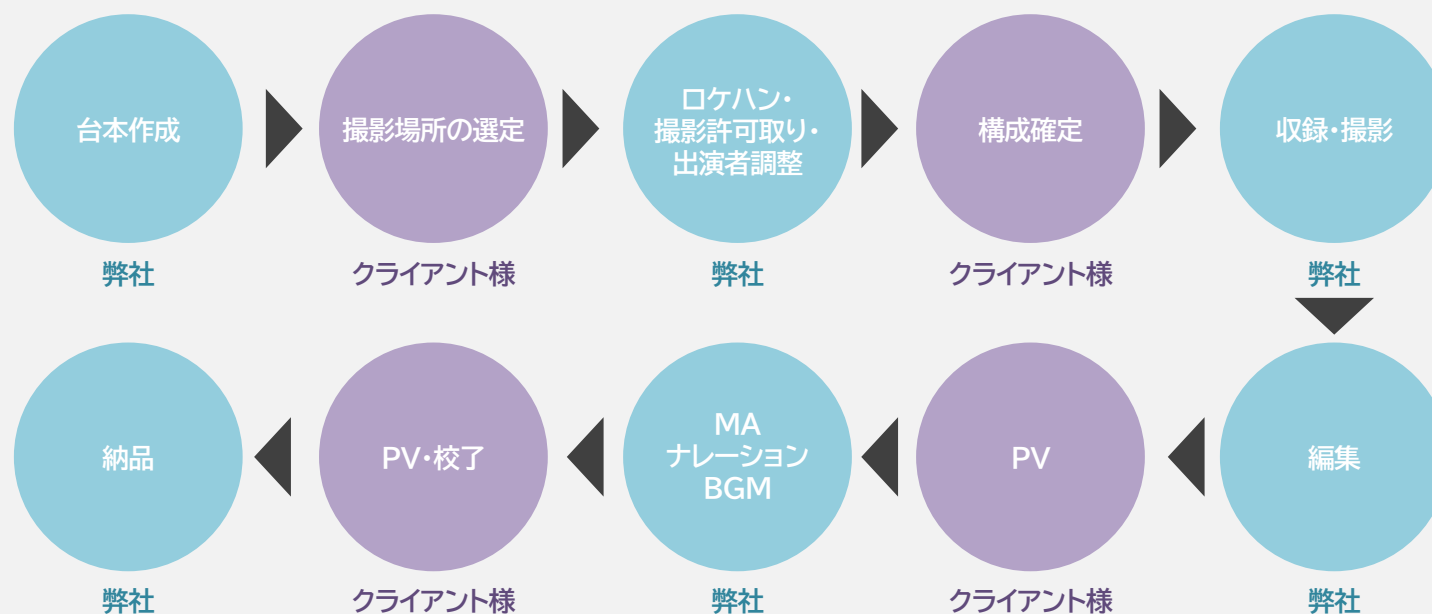 台本作成
弊社
撮影場所の選定
クライアント様
ロケハン・
撮影許可取り・
出演者調整
弊社
構成確定
クライアント様
収録・撮影
弊社
編集
弊社
PV
クライアント様
MA
ナレーション
BGM
弊社
PV・校了
クライアント様
納品
弊社